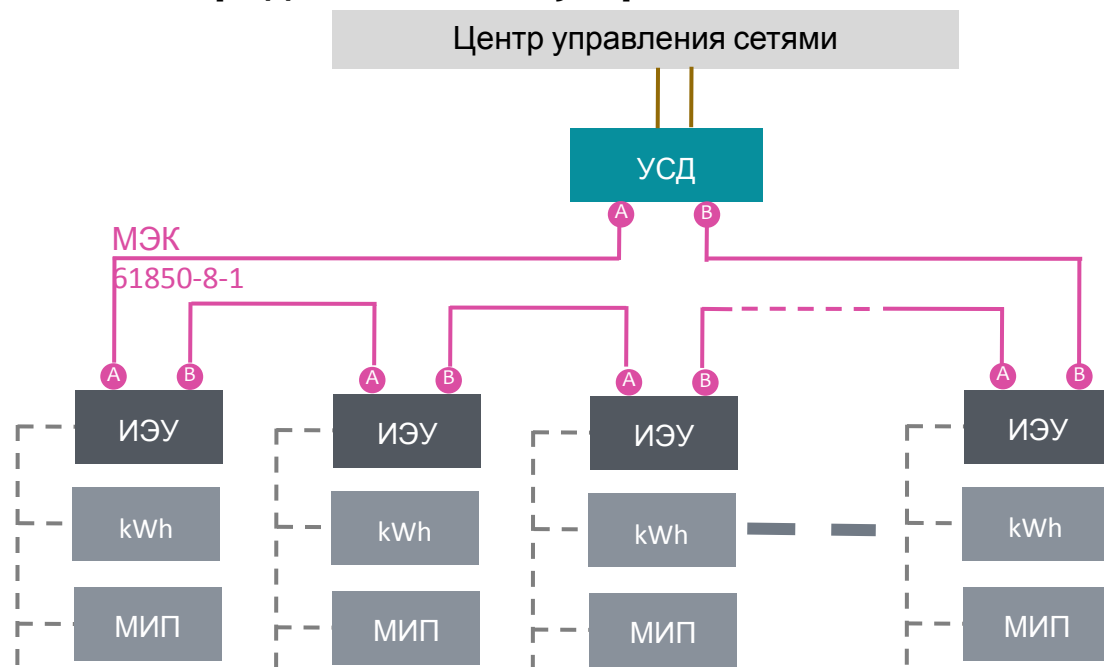 Центр управления сетями
УСД
A B
МЭК
61850-8-1
A B A B A B A B
ИЭУ ИЭУ ИЭУ ИЭУ
kWh kWh kWh kWh
МИП МИП МИП МИП